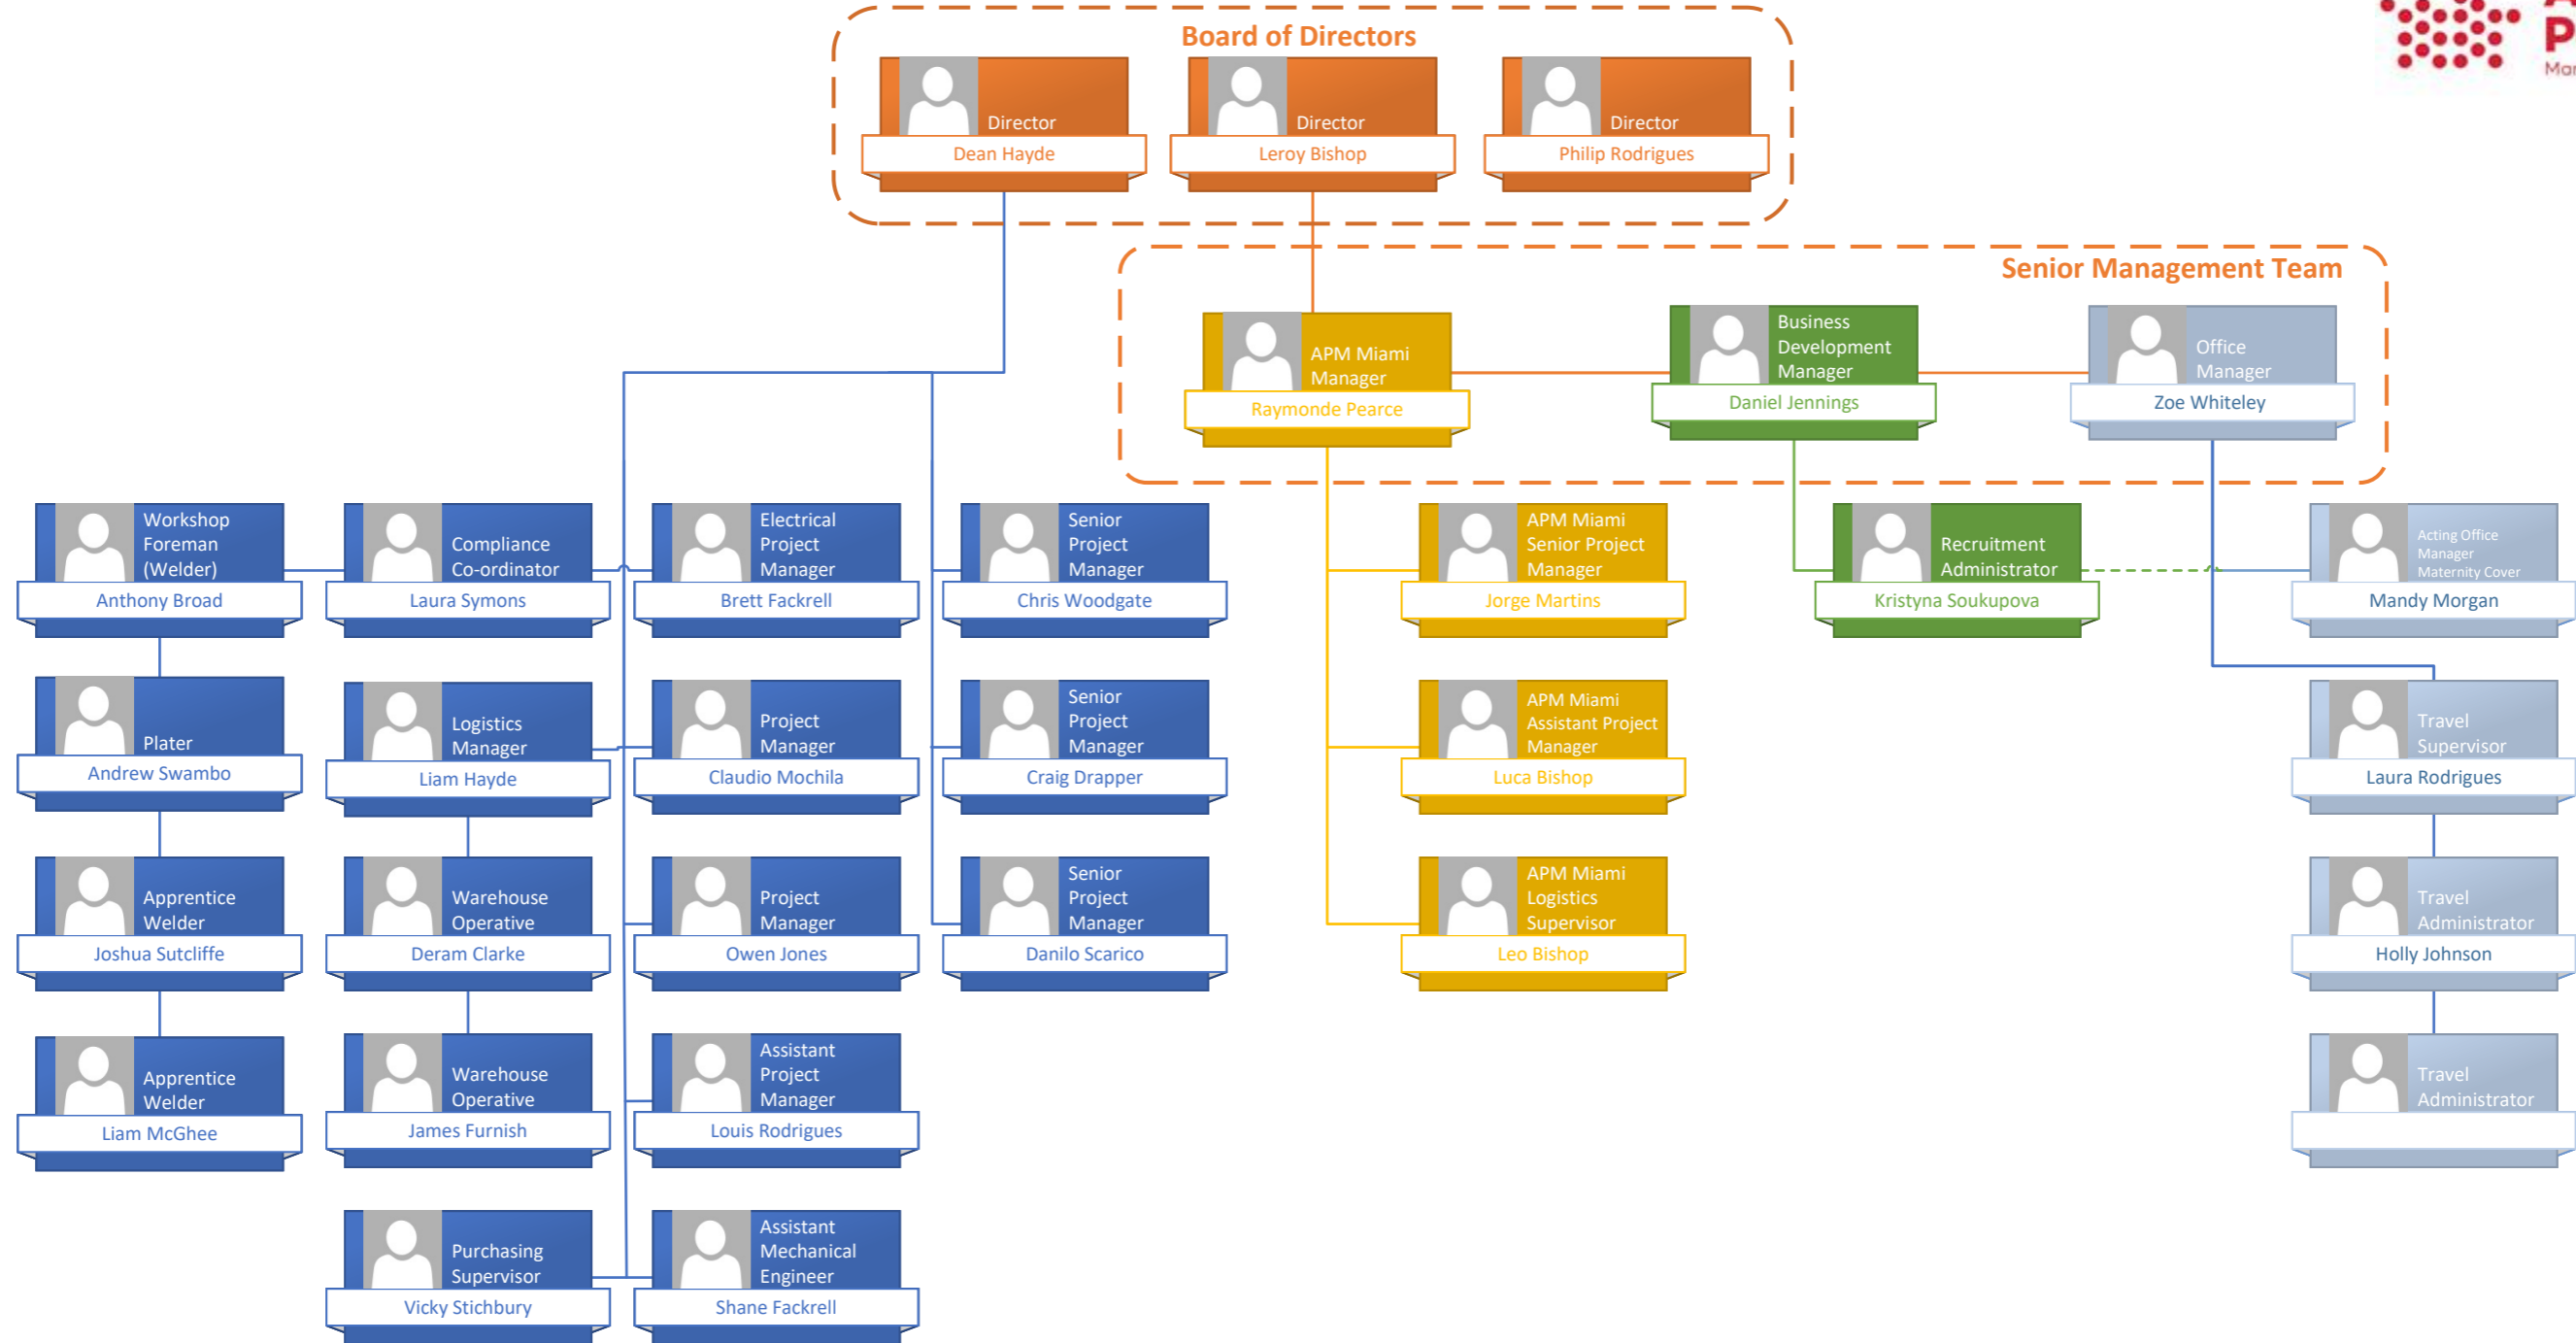 Board of Directors
Director
Dean Hayde
Director
Leroy Bishop
Director
Philip Rodrigues
Senior Management Team
APM Miami
Manager
Raymonde Pearce
Business
Development
Manager
Daniel Jennings
Office
Manager
Zoe Whiteley
Workshop
Foreman
(Welder)
Anthony Broad
Compliance
Co-ordinator
Laura Symons
Electrical
Project
Manager
Brett Fackrell
Senior
Project
Manager
Chris Woodgate
APM Miami
Senior Project
Manager
Jorge Martins
Recruitment
Administrator
Kristyna Soukupova
Acting Office
Manager
Maternity Cover
Mandy Morgan
Plater
Andrew Swambo
Logistics
Manager
Liam Hayde
Project
Manager
Claudio Mochila
Senior
Project
Manager
Craig Drapper
APM Miami
Assistant Project
Manager
Luca Bishop
Travel
Supervisor
Laura Rodrigues
Apprentice
Welder
Joshua Sutcliffe
Warehouse
Operative
Deram Clarke
Project
Manager
Owen Jones
Senior
Project
Manager
Danilo Scarico
APM Miami
Logistics
Supervisor
Leo Bishop
Travel
Administrator
Holly Johnson
Apprentice
Welder
Liam McGhee
Warehouse
Operative
James Furnish
Assistant
Project
Manager
Louis Rodrigues
Travel
Administrator
Purchasing
Supervisor
Vicky Stichbury
Assistant
Mechanical
Engineer
Shane Fackrell